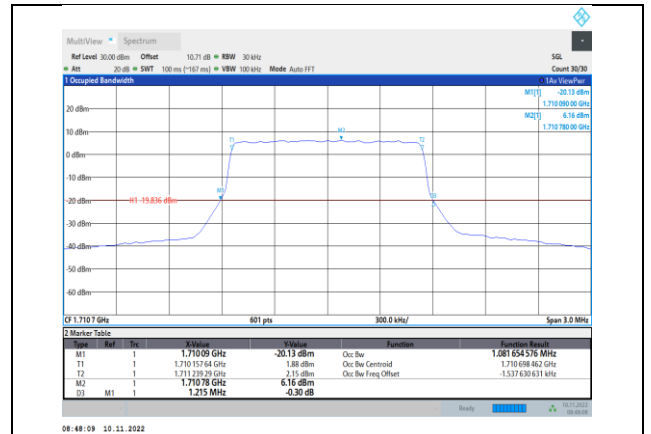 MultiView Spectrum
Ref Level 30.00 dBm Offset 10.71 dB RBW 30 kHz SGL
Att 20 dB SWT 100 ms (~167 ms) VBW 100 kHz Mode Auto FFT Count 30/30
1 Occupied Bandwidth 1Av ViewPwr
M1[1] -20.13 dBm
1.710 090 00 GHz
M2[1] 6.16 dBm
1.710 780 00 GHz
20 dBm
10 dBm
M2
T1 T2
0 dBm
-10 dBm
M1 D3
-20 dBm H1 -19.836 dBm
-30 dBm
-40 dBm
-50 dBm
-60 dBm
CF 1.710 7 GHz 601 pts 300.0 kHz/ Span 3.0 MHz
2 Marker Table
Type Ref Trc X-Value Y-Value Function Function Result
M1 1 1.71009 GHz -20.13 dBm Occ Bw 1.081 654 576 MHz
T1 1 1.710 157 64 GHz 1.88 dBm Occ Bw Centroid 1.710 698 462 GHz
T2 1 1.711 239 29 GHz 2.15 dBm Occ Bw Freq Offset -1.537 630 631 kHz
M2 1 1.71078 GHz 6.16 dBm
D3 M1 1 1.215 MHz -0.30 dB
Ready 10.11.2022
08:48:08
08:48:09 10.11.2022